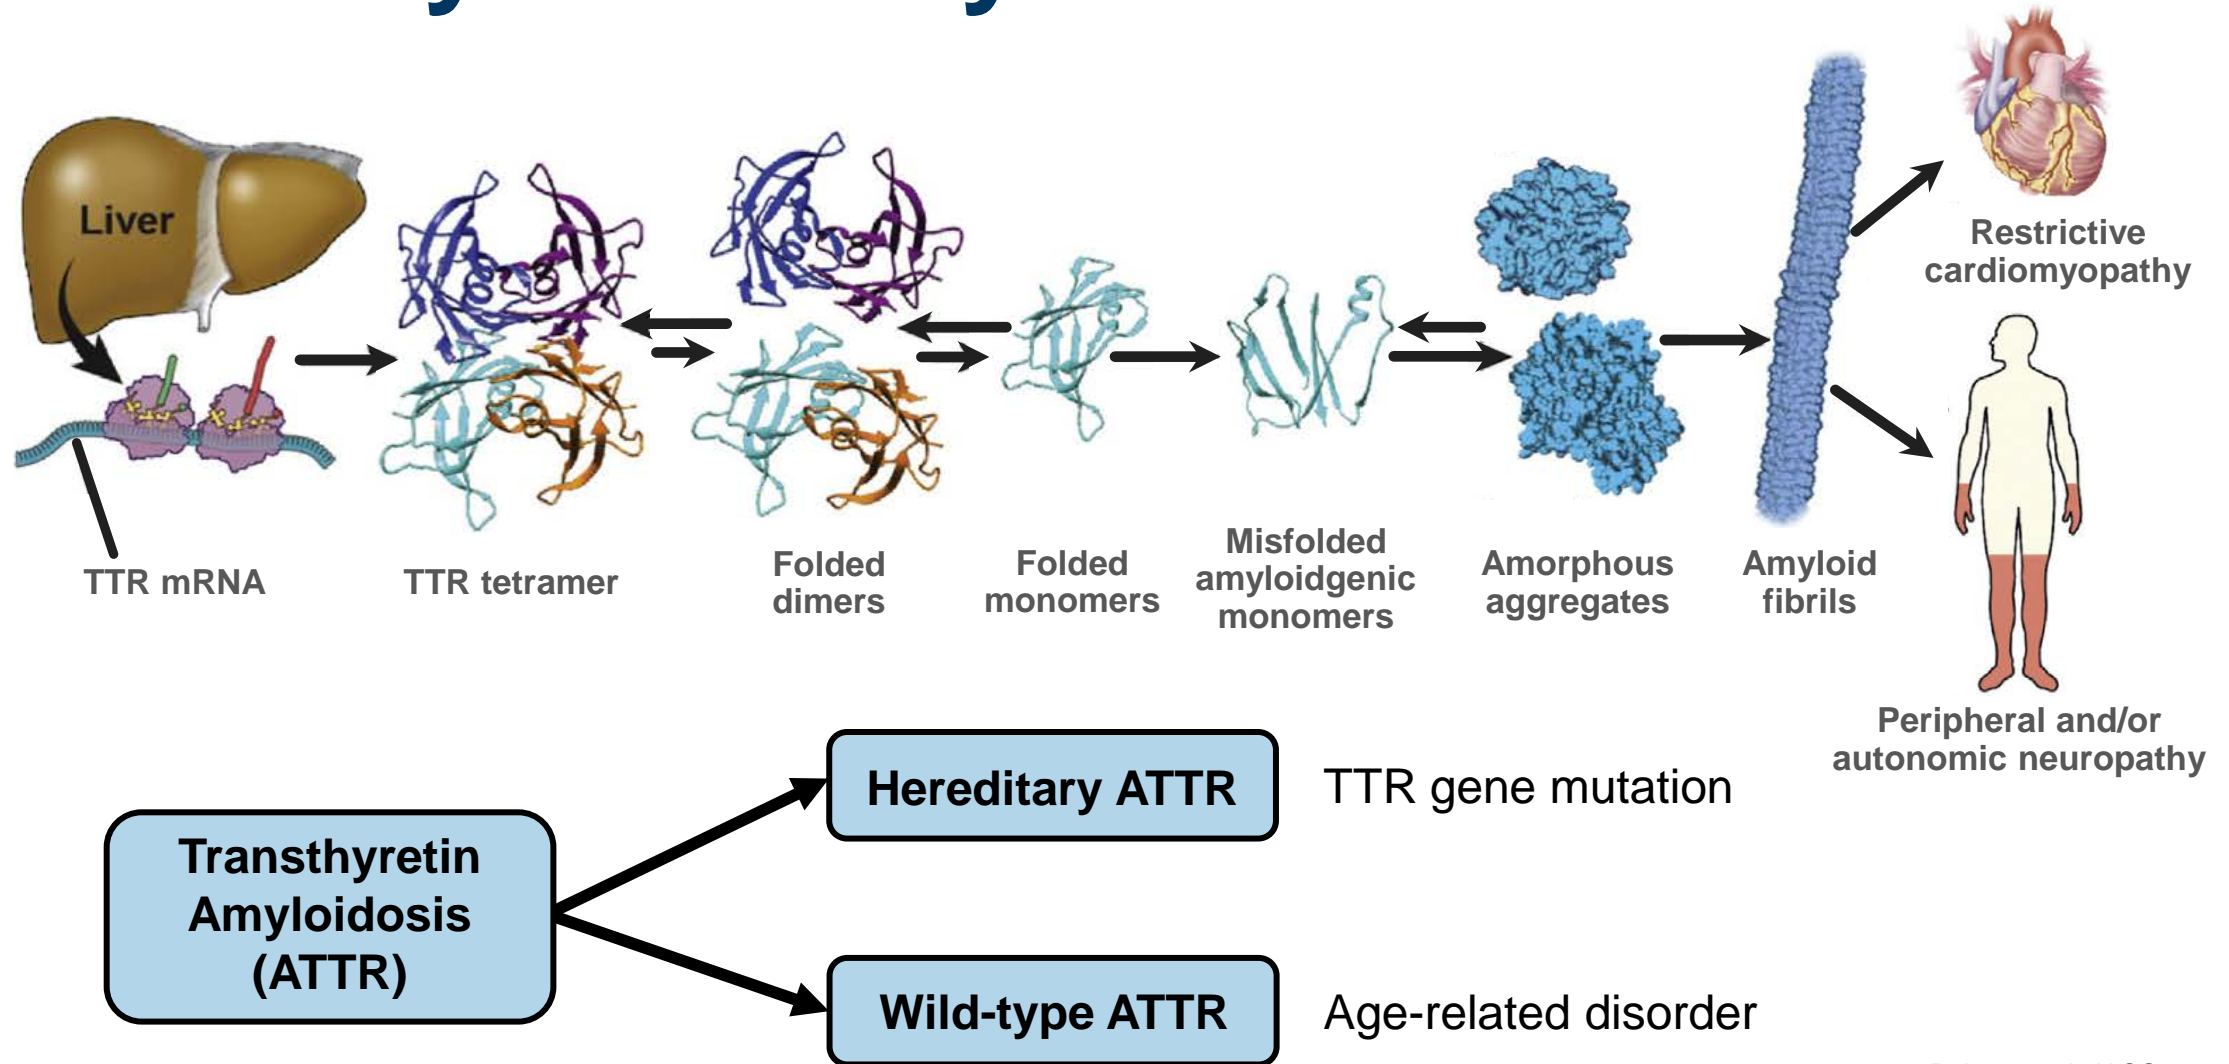 Liver
TTR mRNA
TTR tetramer
Folded
dimers
Folded
monomers
Misfolded
amyloidgenic
monomers
Amorphous
aggregates
Amyloid
fibrils
Restrictive
cardiomyopathy
Peripheral and/or
autonomic neuropathy
Transthyretin
Amyloidosis
(ATTR)
Hereditary ATTR
TTR gene mutation
Wild-type ATTR
Age-related disorder